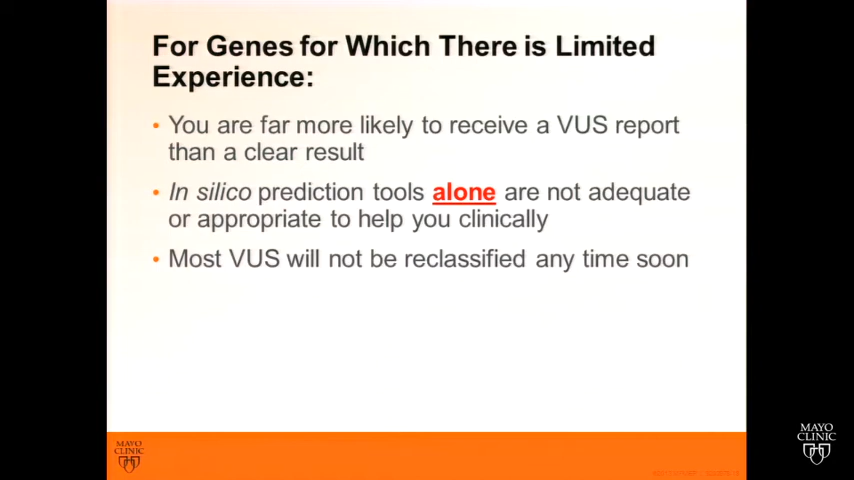 For Genes for Which There is Limited
Experience:
• You are far more likely to receive a VUS report
than a clear result
• In silico prediction tools alone are not adequate
or appropriate to help you clinically
• Most VUS will not be reclassified any time soon
MAYO
CLINIC
MAYO
CLINIC